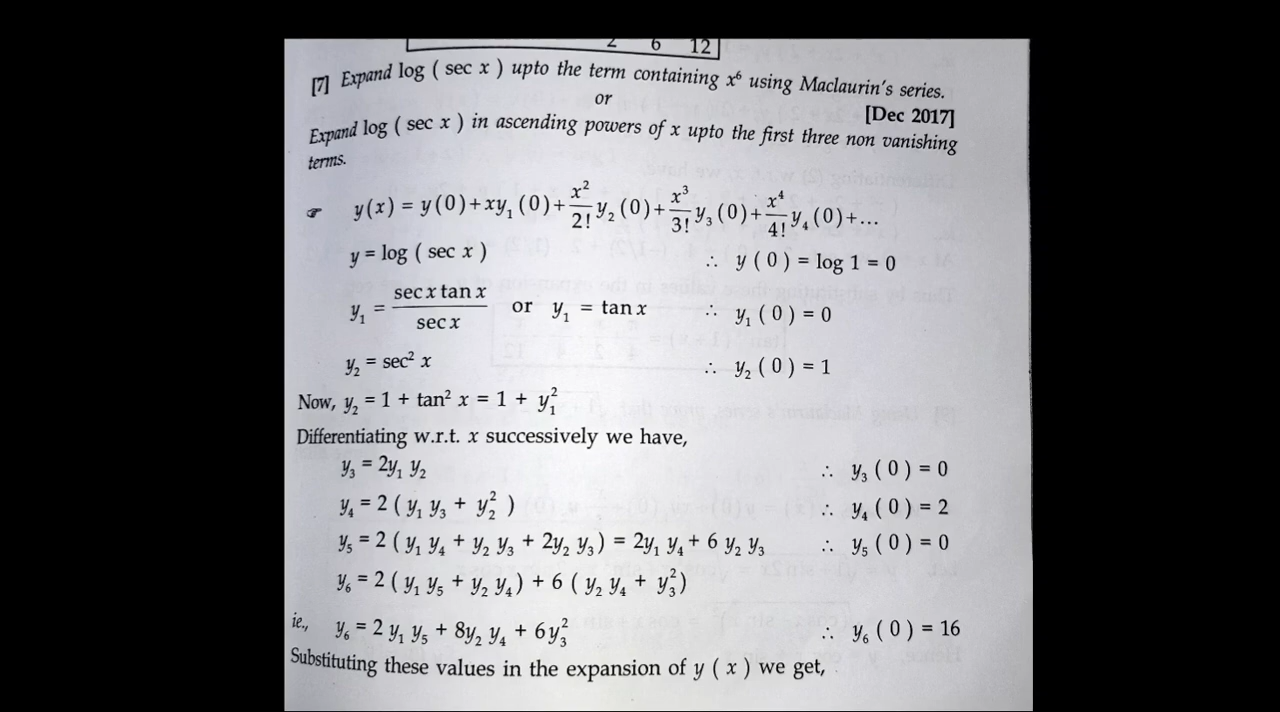 2 6 12
[7] Expand log ( sec x ) upto the term containing x⁶ using Maclaurin's series.
or
[Dec 2017]
Expand log ( sec x ) in ascending powers of x upto the first three non vanishing
terms.
☞ y(x) = y(0)+xy₁(0)+x²/2! y₂(0)+x³/3! y₃(0)+x⁴/4! y₄(0)+...
y = log ( sec x ) ∴ y ( 0 ) = log 1 = 0
y₁ = sec x tan x / sec x or y₁ = tan x ∴ y₁ ( 0 ) = 0
y₂ = sec² x ∴ y₂ ( 0 ) = 1
Now, y₂ = 1 + tan² x = 1 + y₁²
Differentiating w.r.t. x successively we have,
y₃ = 2y₁ y₂ ∴ y₃ ( 0 ) = 0
y₄ = 2 ( y₁ y₃ + y₂² ) ∴ y₄ ( 0 ) = 2
y₅ = 2 ( y₁ y₄ + y₂ y₃ + 2y₂ y₃ ) = 2y₁ y₄ + 6 y₂ y₃ ∴ y₅ ( 0 ) = 0
y₆ = 2 ( y₁ y₅ + y₂ y₄ ) + 6 ( y₂ y₄ + y₃² )
ie., y₆ = 2 y₁ y₅ + 8y₂ y₄ + 6y₃² ∴ y₆ ( 0 ) = 16
Substituting these values in the expansion of y ( x ) we get,